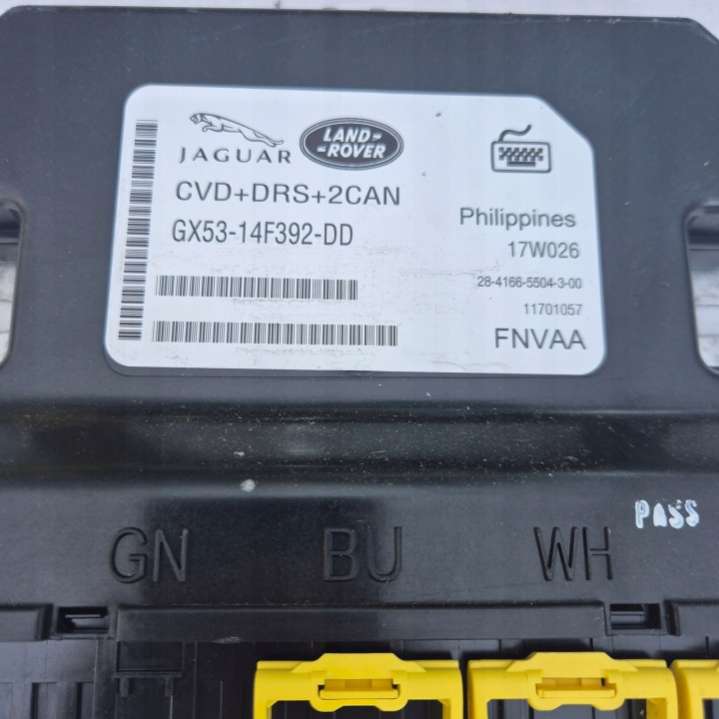 JAGUAR
LAND-
-ROVER
CVD+DRS+2CAN
GX53-14F392-DD
Philippines
17W026
28-4166-5504-3-00
11701057
FNVAA
PASS
GN BU WH